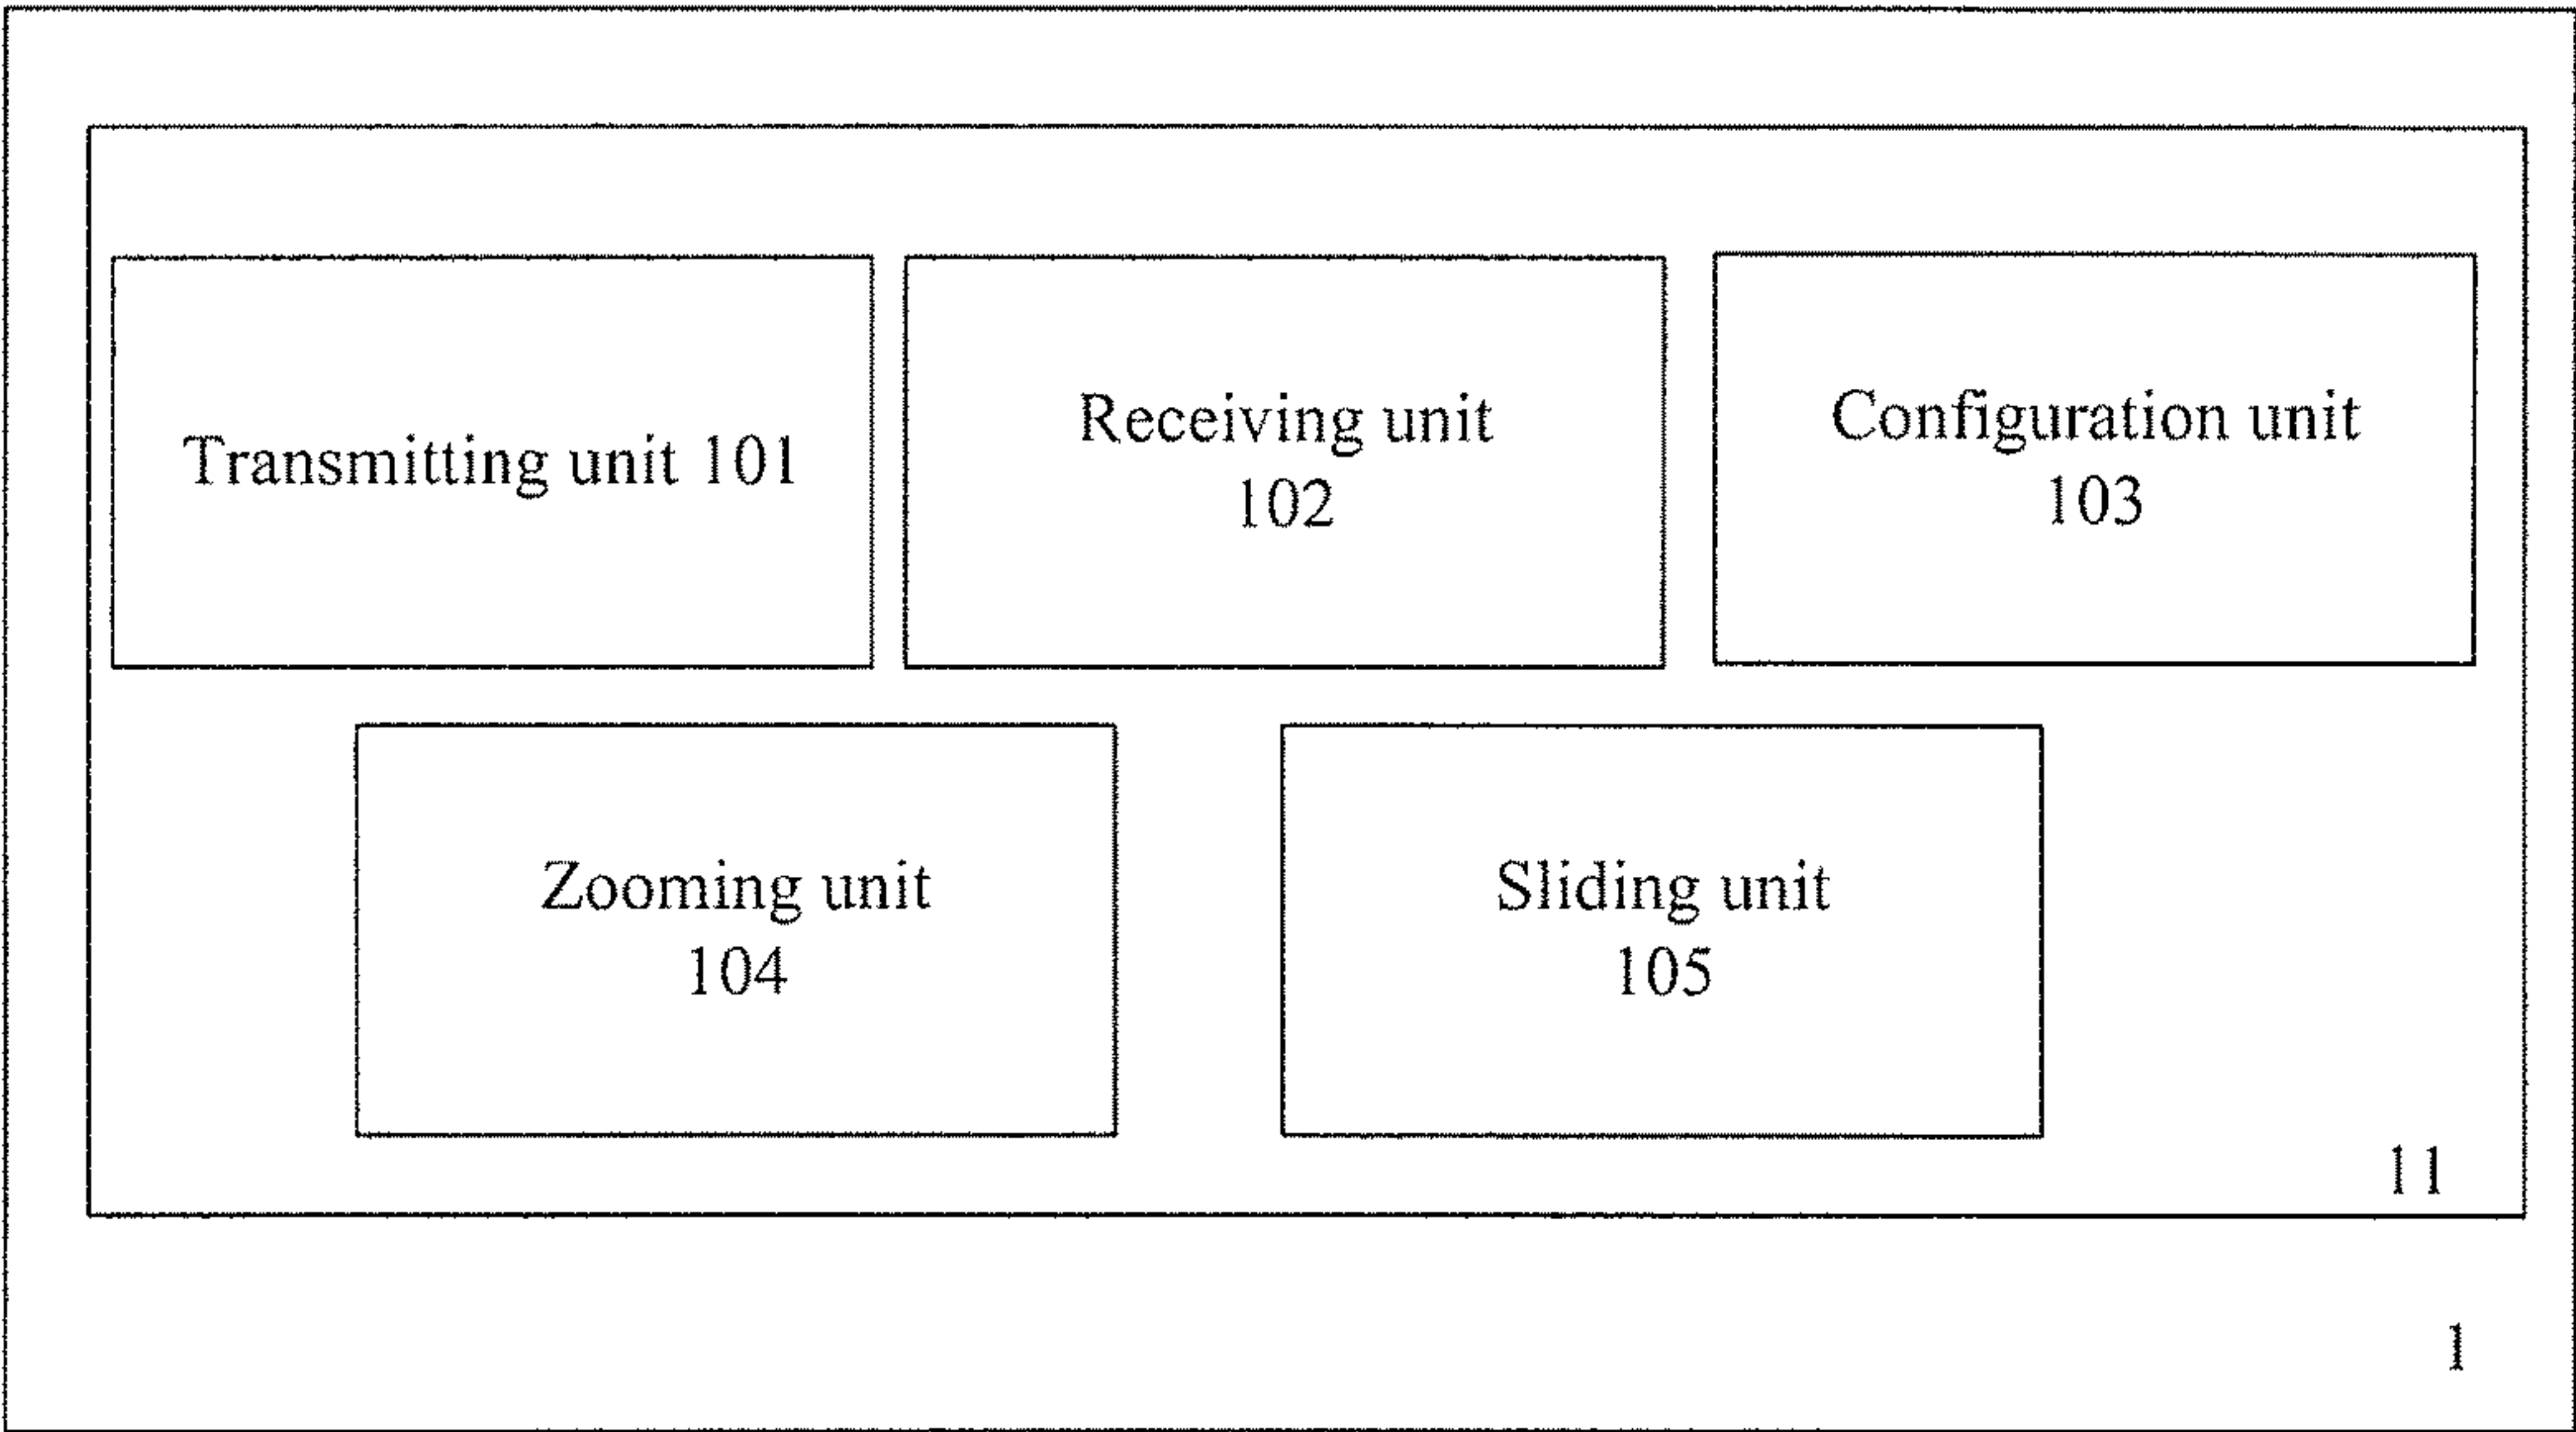 Transmitting unit 101
Receiving unit
102
Configuration unit
103
Zooming unit
104
Sliding unit
105
11
1